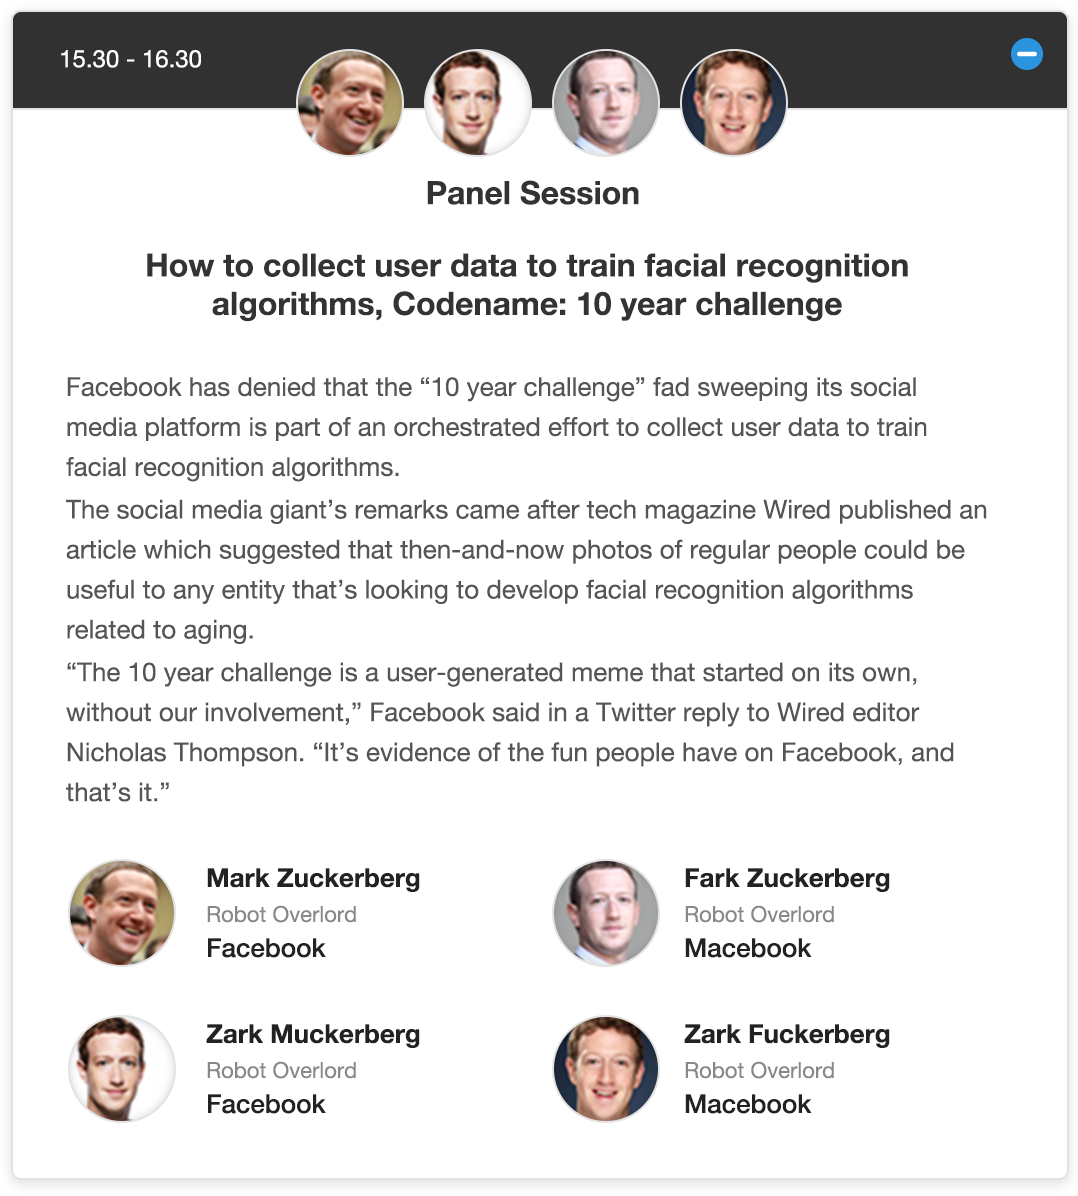 15.30 - 16.30
Panel Session
How to collect user data to train facial recognition
algorithms, Codename: 10 year challenge
Facebook has denied that the “10 year challenge” fad sweeping its social
media platform is part of an orchestrated effort to collect user data to train
facial recognition algorithms.
The social media giant’s remarks came after tech magazine Wired published an
article which suggested that then-and-now photos of regular people could be
useful to any entity that’s looking to develop facial recognition algorithms
related to aging.
“The 10 year challenge is a user-generated meme that started on its own,
without our involvement,” Facebook said in a Twitter reply to Wired editor
Nicholas Thompson. “It’s evidence of the fun people have on Facebook, and
that’s it.”
Mark Zuckerberg
Robot Overlord
Facebook
Fark Zuckerberg
Robot Overlord
Macebook
Zark Muckerberg
Robot Overlord
Facebook
Zark Fuckerberg
Robot Overlord
Macebook